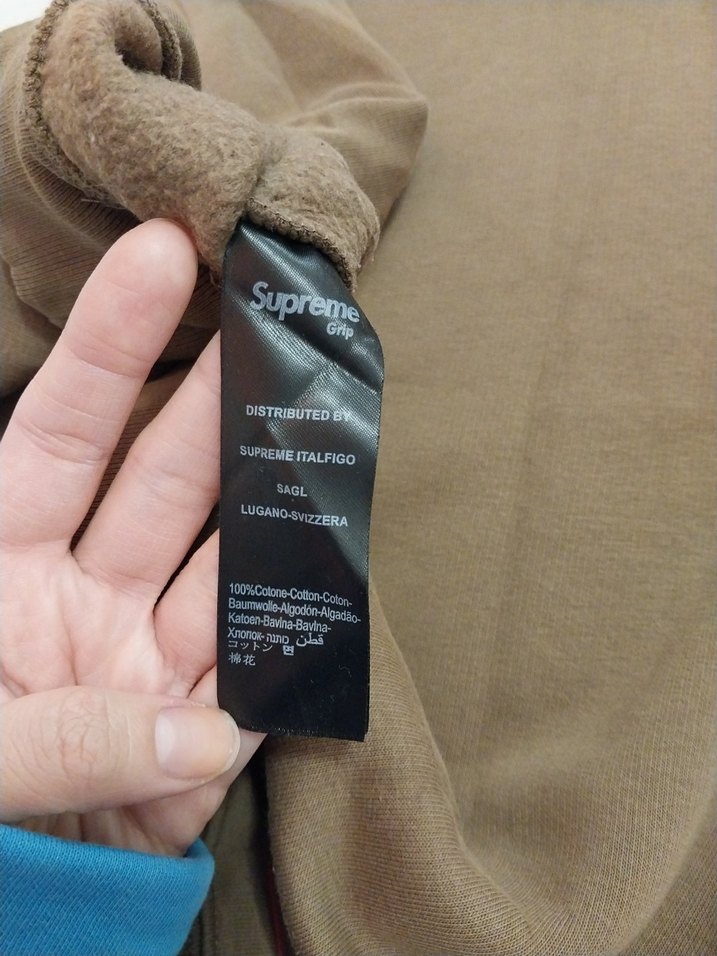 Supreme
Grip
DISTRIBUTED BY
SUPREME ITALFIGO
SAGL
LUGANO-SVIZZERA
100%Cotone-Cotton-Coton-
Baumwolle-Algodón-Algadão-
Katoen-Bavlna-Bavlna-
Хлопок- כותנה قطن
コットン 면
棉花